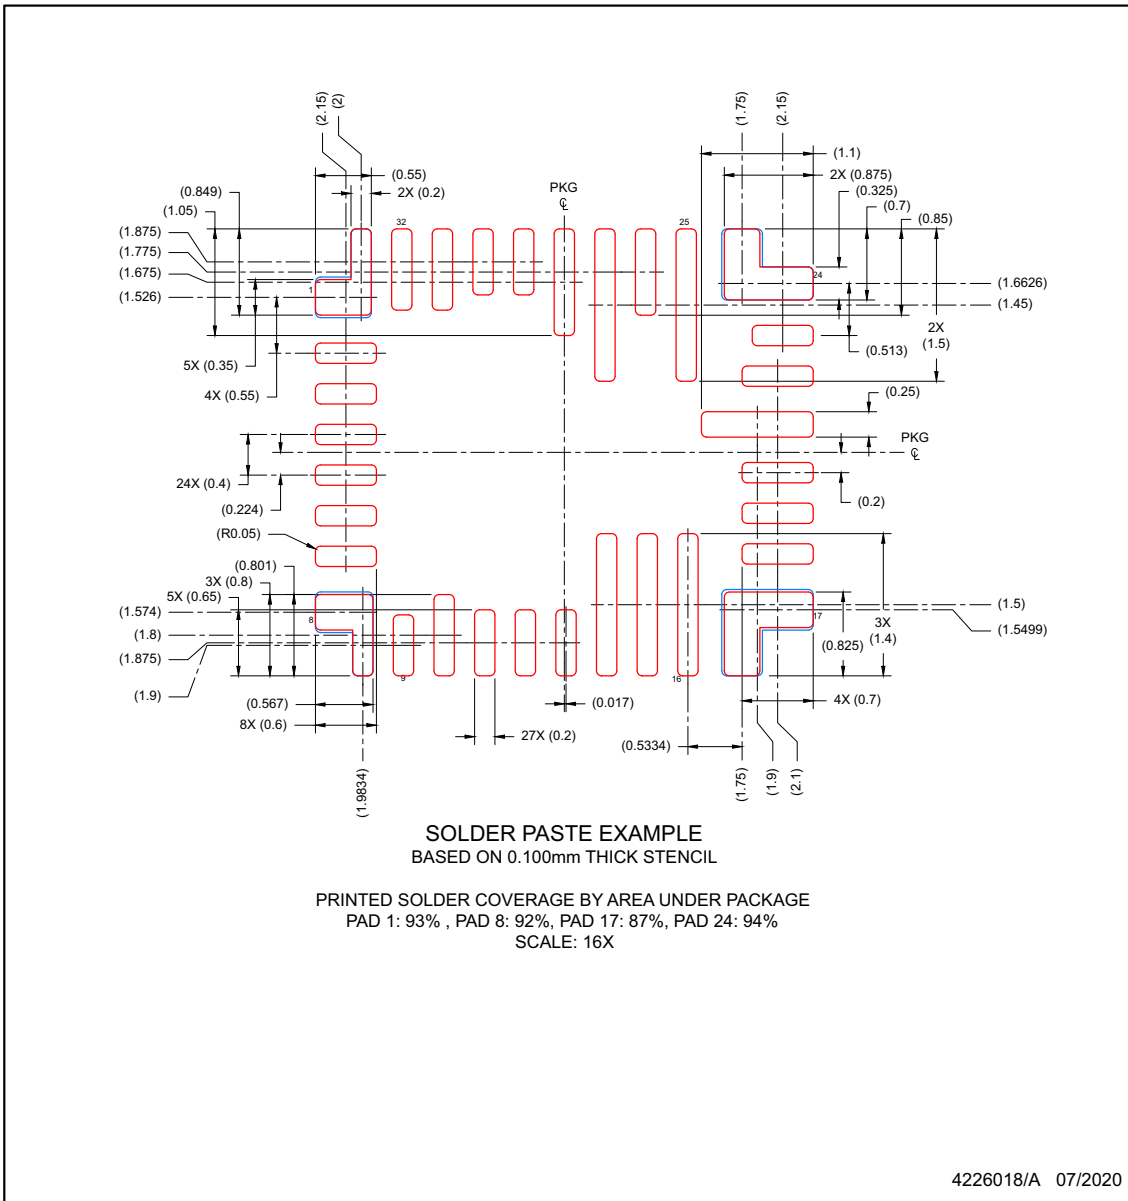 (2.15)
(2)
(1.75)
(2.15)
(0.55)
2X (0.2)
(0.849)
(1.05)
(1.875)
(1.775)
(1.675)
(1.526)
PKG
℄
32
25
(1.1)
2X (0.875)
(0.325)
(0.7)
(0.85)
24
1
(1.6626)
(1.45)
2X
(1.5)
(0.513)
5X (0.35)
4X (0.55)
(0.25)
PKG
℄
24X (0.4)
(0.224)
(0.2)
(R0.05)
(0.801)
3X (0.8)
5X (0.65)
(1.574)
(1.8)
(1.875)
(1.9)
8
9
16
17
(1.5)
(1.5499)
3X
(1.4)
(0.825)
(0.567)
8X (0.6)
(0.017)
27X (0.2)
(0.5334)
4X (0.7)
(1.9834)
(1.75)
(1.9)
(2.1)
SOLDER PASTE EXAMPLE
BASED ON 0.100mm THICK STENCIL
PRINTED SOLDER COVERAGE BY AREA UNDER PACKAGE
PAD 1: 93% , PAD 8: 92%, PAD 17: 87%, PAD 24: 94%
SCALE: 16X
4226018/A 07/2020